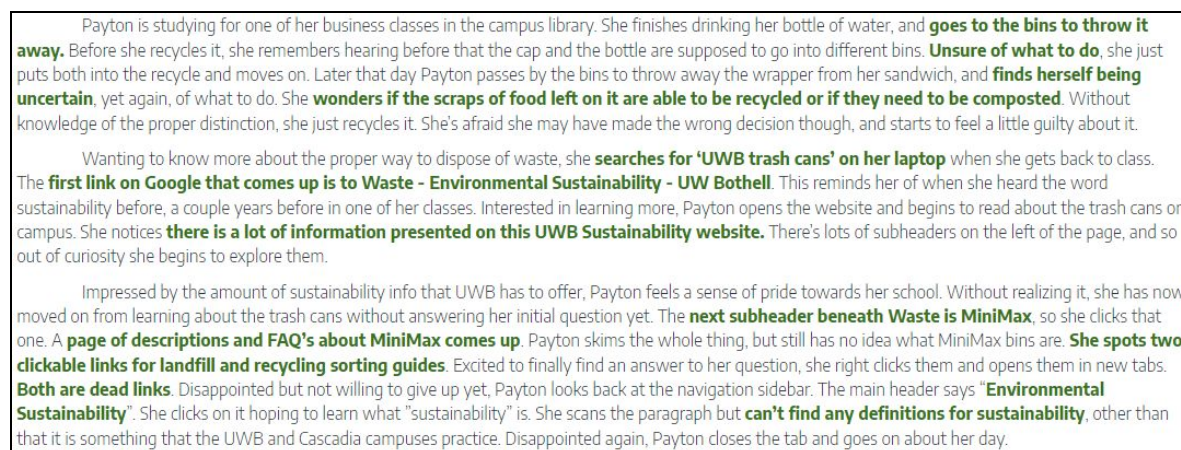 Payton is studying for one of her business classes in the campus library. She finishes drinking her bottle of water, and goes to the bins to throw it
away. Before she recycles it, she remembers hearing before that the cap and the bottle are supposed to go into different bins. Unsure of what to do, she just
puts both into the recycle and moves on. Later that day Payton passes by the bins to throw away the wrapper from her sandwich, and finds herself being
uncertain, yet again, of what to do. She wonders if the scraps of food left on it are able to be recycled or if they need to be composted. Without
knowledge of the proper distinction, she just recycles it. She's afraid she may have made the wrong decision though, and starts to feel a little guilty about it.
Wanting to know more about the proper way to dispose of waste, she searches for ‘UWB trash cans’ on her laptop when she gets back to class.
The first link on Google that comes up is to Waste - Environmental Sustainability - UW Bothell. This reminds her of when she heard the word
sustainability before, a couple years before in one of her classes. Interested in learning more, Payton opens the website and begins to read about the trash cans on
campus. She notices there is a lot of information presented on this UWB Sustainability website. There's lots of subheaders on the left of the page, and so
out of curiosity she begins to explore them.
Impressed by the amount of sustainability info that UWB has to offer, Payton feels a sense of pride towards her school. Without realizing it, she has now
moved on from learning about the trash cans without answering her initial question yet. The next subheader beneath Waste is MiniMax, so she clicks that
one. A page of descriptions and FAQ's about MiniMax comes up. Payton skims the whole thing, but still has no idea what MiniMax bins are. She spots two
clickable links for landfill and recycling sorting guides. Excited to finally find an answer to her question, she right clicks them and opens them in new tabs.
Both are dead links. Disappointed but not willing to give up yet, Payton looks back at the navigation sidebar. The main header says “Environmental
Sustainability”. She clicks on it hoping to learn what ”sustainability” is. She scans the paragraph but can't find any definitions for sustainability, other than
that it is something that the UWB and Cascadia campuses practice. Disappointed again, Payton closes the tab and goes on about her day.